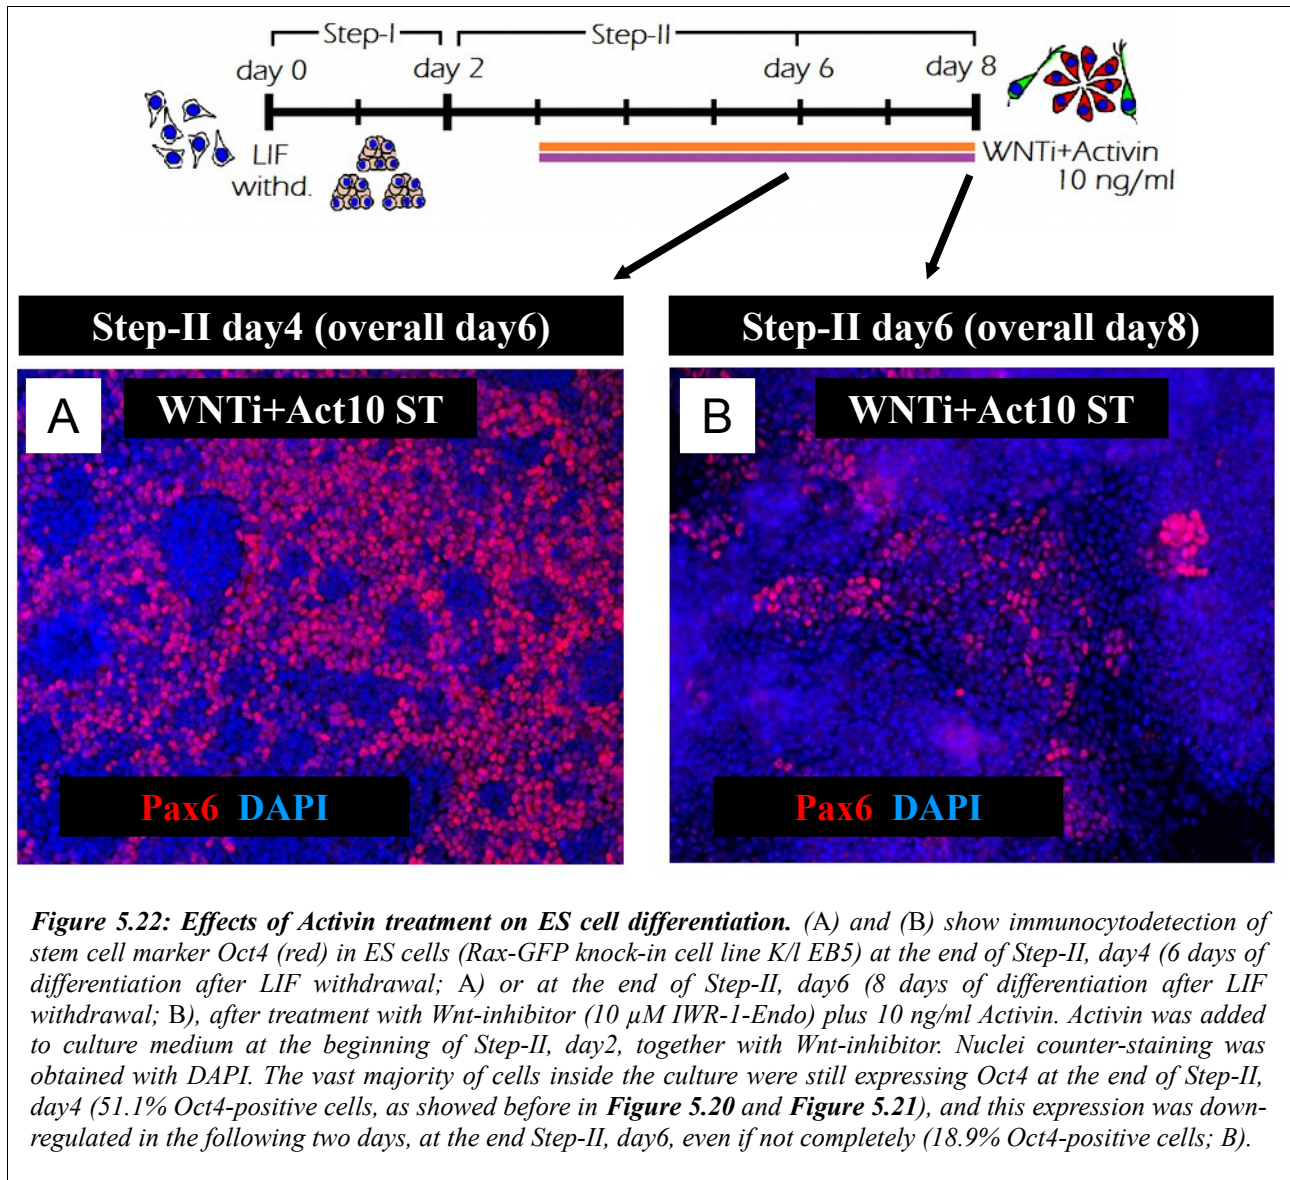 Step-I
Step-II
day 0
day 2
day 6
day 8
LIF
withd.
WNTi+Activin
10 ng/ml
Step-II day4 (overall day6)
Step-II day6 (overall day8)
A
WNTi+Act10 ST
B
WNTi+Act10 ST
Pax6 DAPI
Pax6 DAPI
Figure 5.22: Effects of Activin treatment on ES cell differentiation. (A) and (B) show immunocytodetection of
stem cell marker Oct4 (red) in ES cells (Rax-GFP knock-in cell line K/l EB5) at the end of Step-II, day4 (6 days of
differentiation after LIF withdrawal; A) or at the end of Step-II, day6 (8 days of differentiation after LIF
withdrawal; B), after treatment with Wnt-inhibitor (10 µM IWR-1-Endo) plus 10 ng/ml Activin. Activin was added
to culture medium at the beginning of Step-II, day2, together with Wnt-inhibitor. Nuclei counter-staining was
obtained with DAPI. The vast majority of cells inside the culture were still expressing Oct4 at the end of Step-II,
day4 (51.1% Oct4-positive cells, as showed before in Figure 5.20 and Figure 5.21), and this expression was down-
regulated in the following two days, at the end Step-II, day6, even if not completely (18.9% Oct4-positive cells; B).